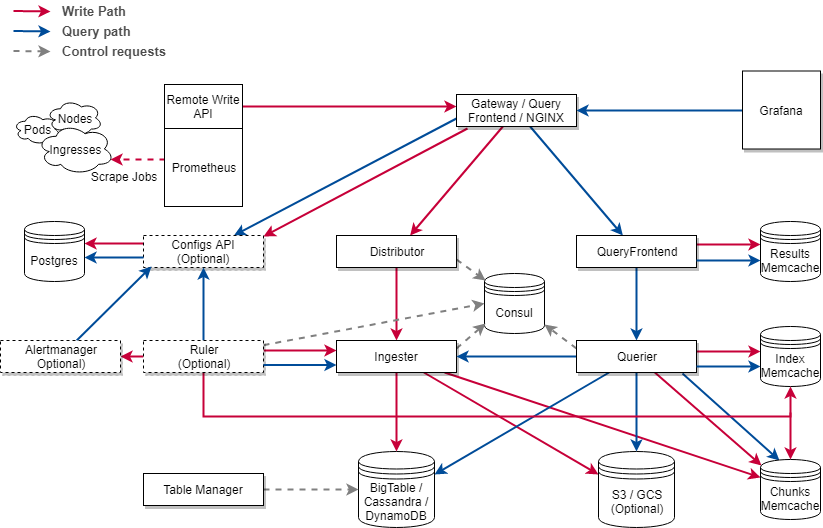 Write Path
Query path
Control requests
Remote Write
API
Gateway / Query
Frontend / NGINX
Grafana
Nodes
Pods
Ingresses
Prometheus
Scrape Jobs
Postgres
Configs API
(Optional)
Distributor
QueryFrontend
Results
Memcache
Consul
Alertmanager
Optional)
Ruler
(Optional)
Ingester
Querier
Index
Memcache
Table Manager
BigTable /
Cassandra /
DynamoDB
S3 / GCS
(Optional)
Chunks
Memcache